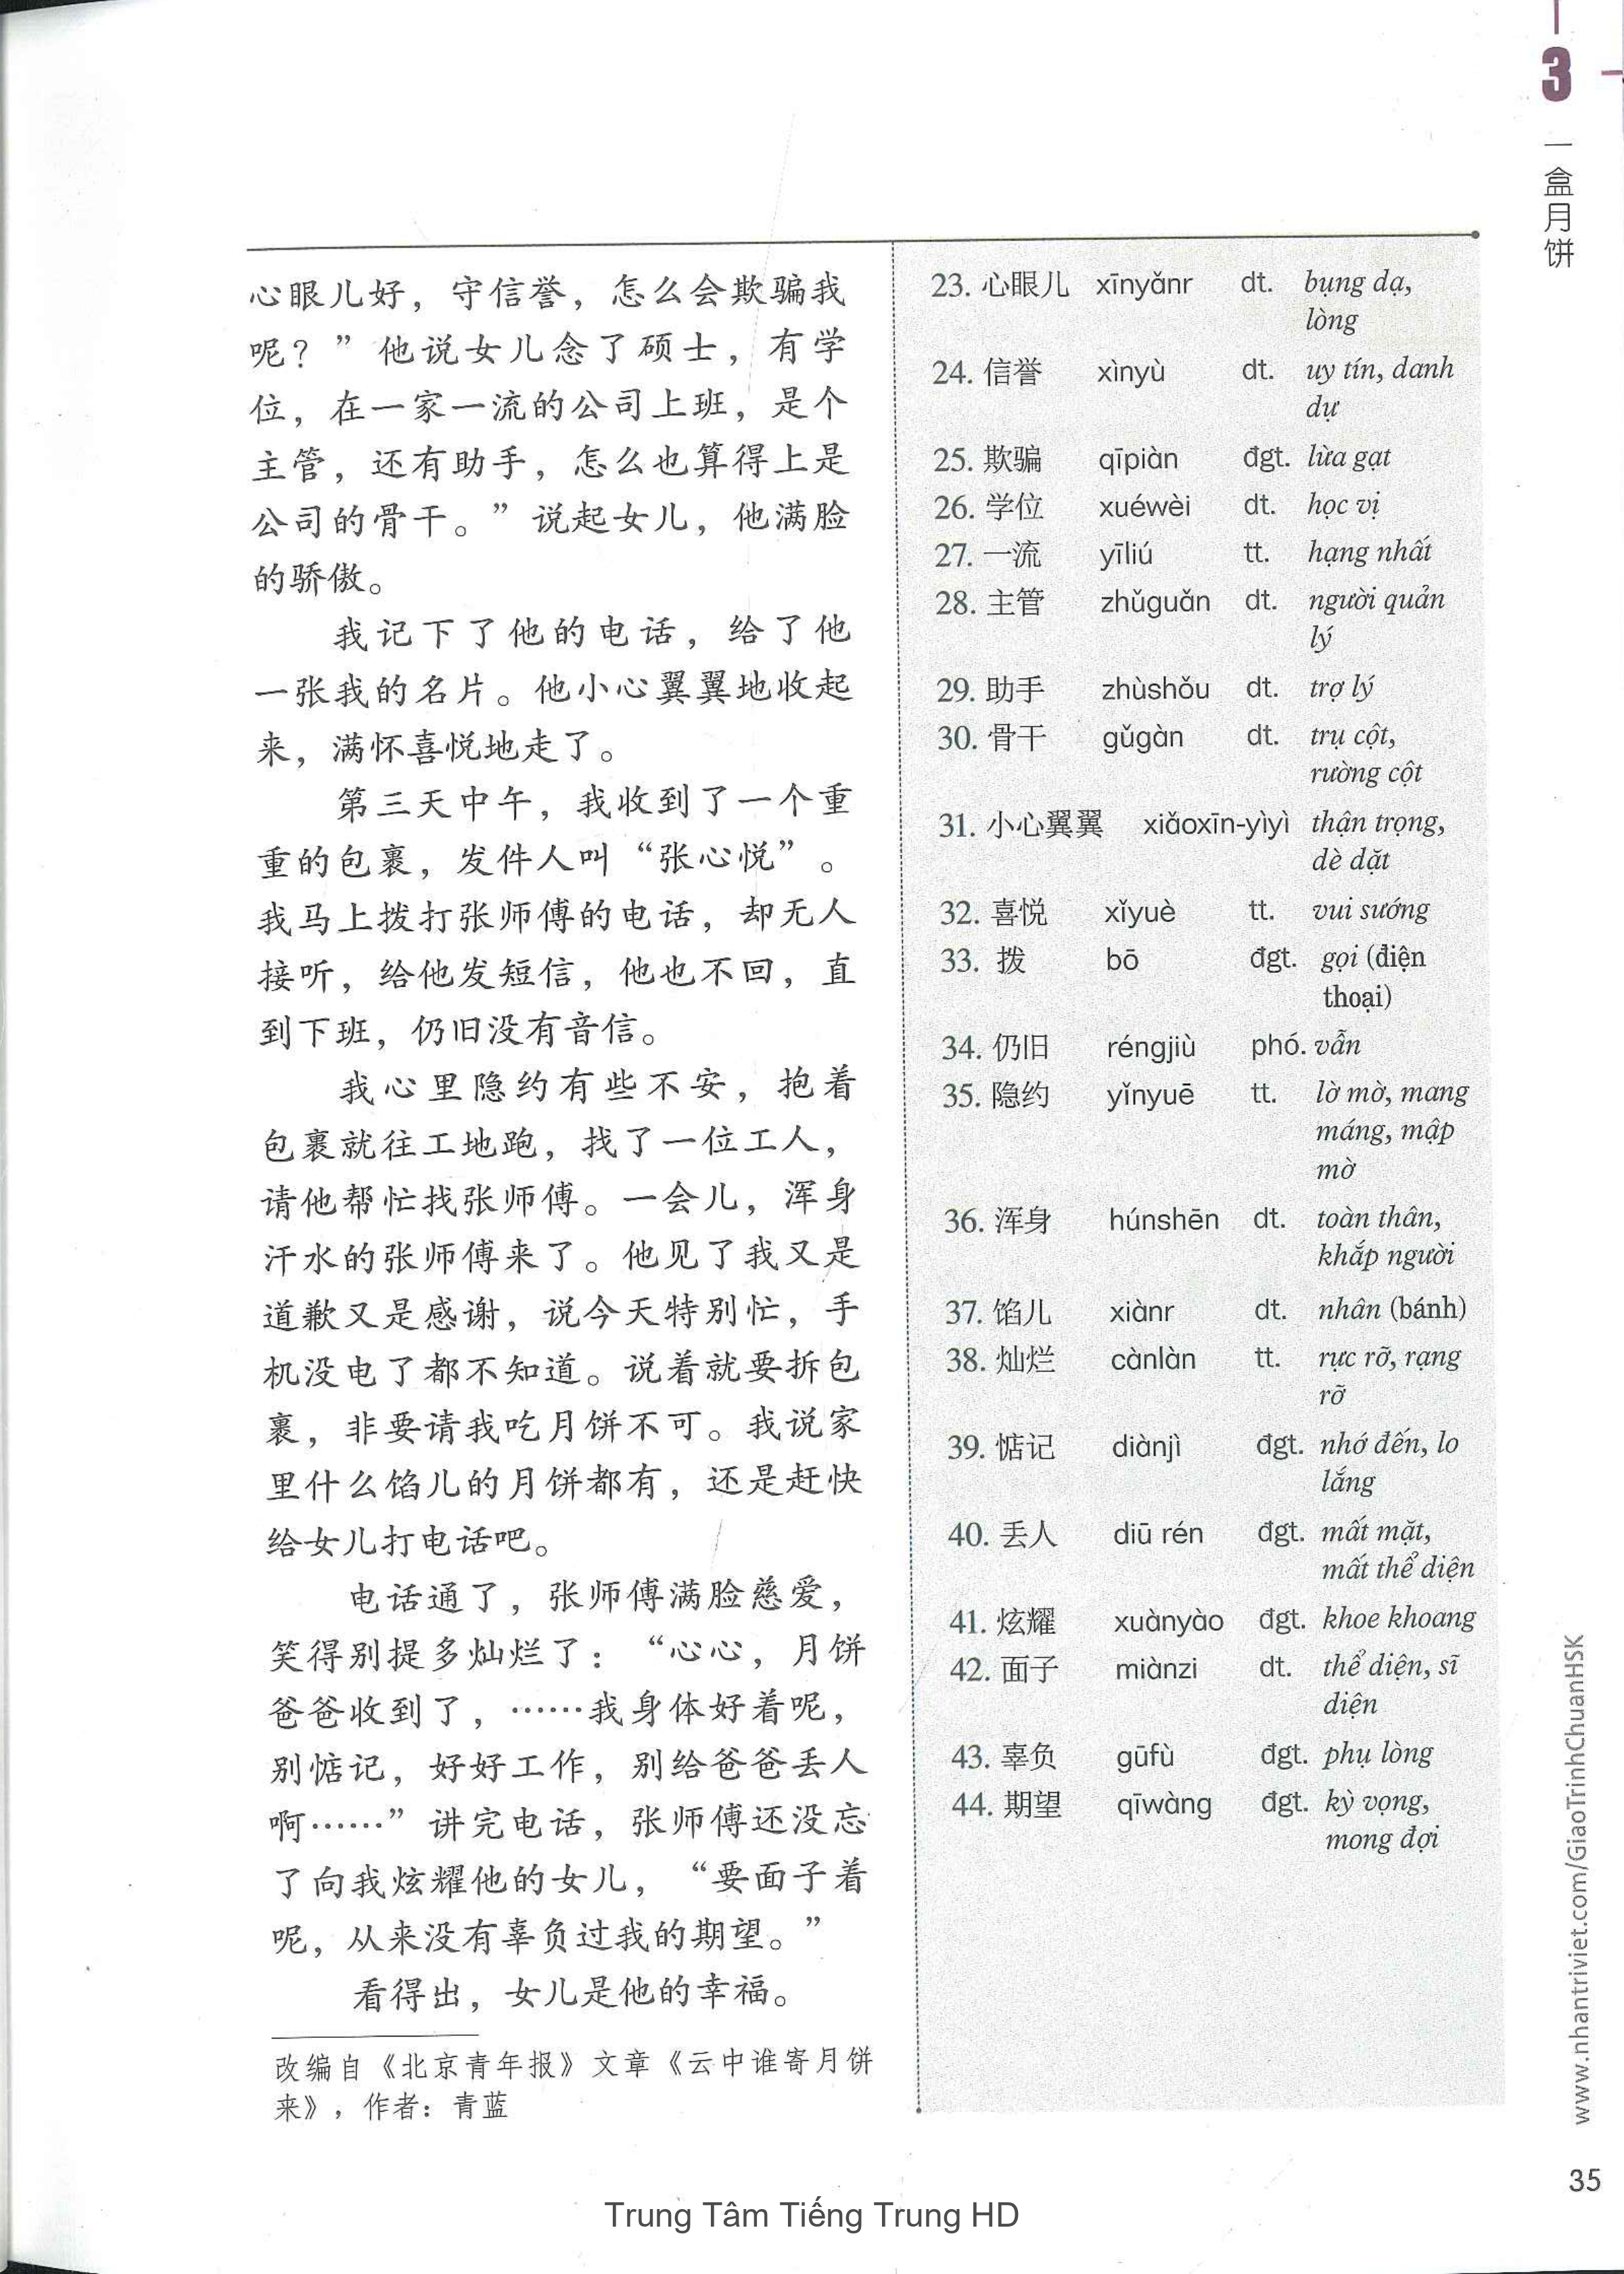 3
一盒月饼
心眼儿好，守信誉，怎么会欺骗我
呢？”他说女儿念了硕士，有学
位，在一家一流的公司上班，是个
主管，还有助手，怎么也算得上是
公司的骨干。”说起女儿，他满脸
的骄傲。
我记下了他的电话，给了他
一张我的名片。他小心翼翼地收起
来，满怀喜悦地走了。
第三天中午，我收到了一个重
重的包裹，发件人叫“张心悦”。
我马上拨打张师傅的电话，却无人
接听，给他发短信，他也不回，直
到下班，仍旧没有音信。
我心里隐约有些不安，抱着
包裹就往工地跑，找了一位工人，
请他帮忙找张师傅。一会儿，浑身
汗水的张师傅来了。他见了我又是
道歉又是感谢，说今天特别忙，手
机没电了都不知道。说着就要拆包
裹，非要请我吃月饼不可。我说家
里什么馅儿的月饼都有，还是赶快
给女儿打电话吧。
电话通了，张师傅满脸慈爱，
笑得别提多灿烂了：“心心，月饼
爸爸收到了，……我身体好着呢，
别惦记，好好工作，别给爸爸丢人
啊……”讲完电话，张师傅还没忘
了向我炫耀他的女儿，“要面子着
呢，从来没有辜负过我的期望。”
看得出，女儿是他的幸福。
改编自《北京青年报》文章《云中谁寄月饼
来》，作者：青蓝
23. 心眼儿 xīnyǎnr dt. bụng dạ,
lòng
24. 信誉 xìnyù dt. uy tín, danh
dự
25. 欺骗 qīpiàn đgt. lừa gạt
26. 学位 xuéwèi dt. học vị
27. 一流 yīliú tt. hạng nhất
28. 主管 zhǔguǎn dt. người quản
lý
29. 助手 zhùshǒu dt. trợ lý
30. 骨干 gǔgàn dt. trụ cột,
rường cột
31. 小心翼翼 xiǎoxīn-yìyì thận trọng,
dè dặt
32. 喜悦 xǐyuè tt. vui sướng
33. 拨 bō đgt. gọi (điện
thoại)
34. 仍旧 réngjiù phó. vẫn
35. 隐约 yǐnyuē tt. lờ mờ, mang
máng, mập
mờ
36. 浑身 húnshēn dt. toàn thân,
khắp người
37. 馅儿 xiànr dt. nhân (bánh)
38. 灿烂 cànlàn tt. rực rỡ, rạng
rỡ
39. 惦记 diànjì đgt. nhớ đến, lo
lắng
40. 丢人 diū rén đgt. mất mặt,
mất thể diện
41. 炫耀 xuànyào đgt. khoe khoang
42. 面子 miànzi dt. thể diện, sĩ
diện
43. 辜负 gūfù đgt. phụ lòng
44. 期望 qīwàng đgt. kỳ vọng,
mong đợi
www.nhantriviet.com/GiaoTrinhChuanHSK
35
Trung Tâm Tiếng Trung HD